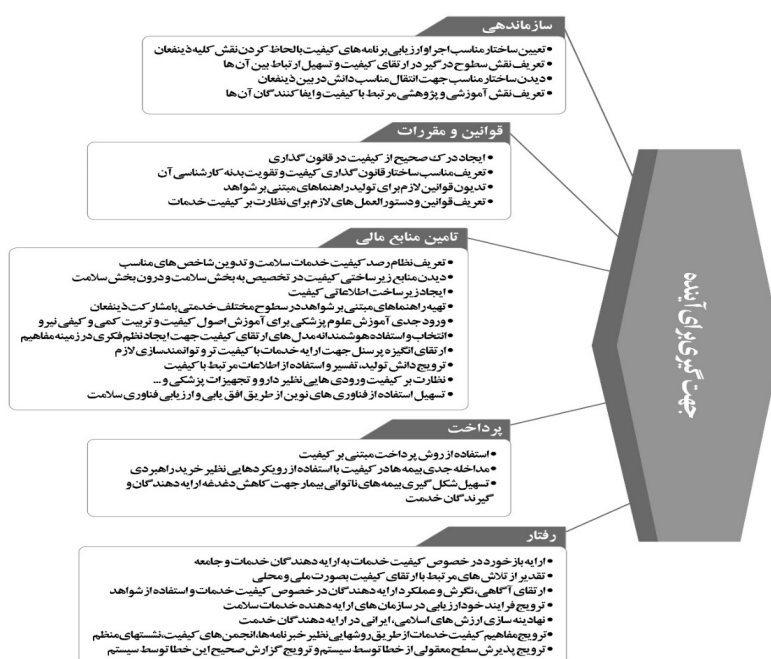 سازماندهی
•تعیین ساختار مناسب اجرا و ارزیابی برنامه های کیفیت بالحاظ کردن نقش کلیه ذینفعان
•تعریف نقش سطوح درگیر در ارتقای کیفیت و تسهیل ارتباط بین آن ها
•دیدن ساختار مناسب جهت انتقال مناسب دانش در بین ذینفعان
•تعریف نقش آموزشی و پژوهشی مرتبط با کیفیت و ایفا کنندگان آن ها
قوانین و مقررات
•ایجاد درک صحیح از کیفیت در قانون گذاری
•تعریف مناسب ساختار قانون گذاری کیفیت و تقویت بدنه کارشناسی آن
•تدیون قوانین لازم برای تولید راهنماهای مبتنی بر شواهد
•تعریف قوانین و دستورالعمل های لازم برای نظارت بر کیفیت خدمات
تامین منابع مالی
•تعریف نظام رصد کیفیت خدمات سلامت و تدوین شاخص های مناسب
•دیدن منابع زیرساختی کیفیت در تخصیص به بخش سلامت و درون بخش سلامت
•ایجاد زیرساخت اطلاعاتی کیفیت
•تهیه راهنماهای مبتنی بر شواهد در سطوح مختلف خدمتی با مشارکت ذینفعان
•ورود جدی آموزش علوم پزشکی برای آموزش اصول کیفیت و تربیت کمی و کیفی نیرو
•انتخاب و استفاده هوشمندانه مدل های ارتقای کیفیت جهت ایجاد نظم فکری در زمینه مفاهیم
•ارتقای انگیزه پرسنل جهت ارایه خدمات با کیفیت تر و توانمندسازی لازم
•ترویج دانش تولید، تفسیر و استفاده از اطلاعات مرتبط با کیفیت
•نظارت بر کیفیت ورودی هایی نظیر دارو و تجهیزات پزشکی و ...
•تسهیل استفاده از فناوری های نوین از طریق افق یابی و ارزیابی فناوری سلامت
پرداخت
•استفاده از روش پرداخت مبتنی بر کیفیت
•مداخله جدی بیمه ها در کیفیت با استفاده از رویکردهایی نظیر خرید راهبردی
•تسهیل شکل گیری بیمه های ناتوانی بیمار جهت کاهش دغدغه ارایه دهندگان و
گیرندگان خدمت
رفتار
•ارایه بازخورد در خصوص کیفیت خدمات به ارایه دهندگان خدمات و جامعه
•تقدیر از تلاش های مرتبط با ارتقای کیفیت بصورت ملی و محلی
•ارتقای آگاهی، نگرش و عملکرد ارایه دهندگان در خصوص کیفیت خدمات و استفاده از شواهد
•ترویج فرایند خودارزیابی در سازمان های ارایه دهنده خدمات سلامت
•نهادینه سازی ارزش های اسلامی، ایرانی در ارایه دهندگان خدمت
•ترویج مفاهیم کیفیت خدمات از طریق روشهایی نظیر خبرنامه ها، انجمن های کیفیت، نشستهای منظم
•ترویج پذیرش سطح معقولی از خطا توسط سیستم و ترویج گزارش صحیح این خطا توسط سیستم
جهت گیری برای آینده